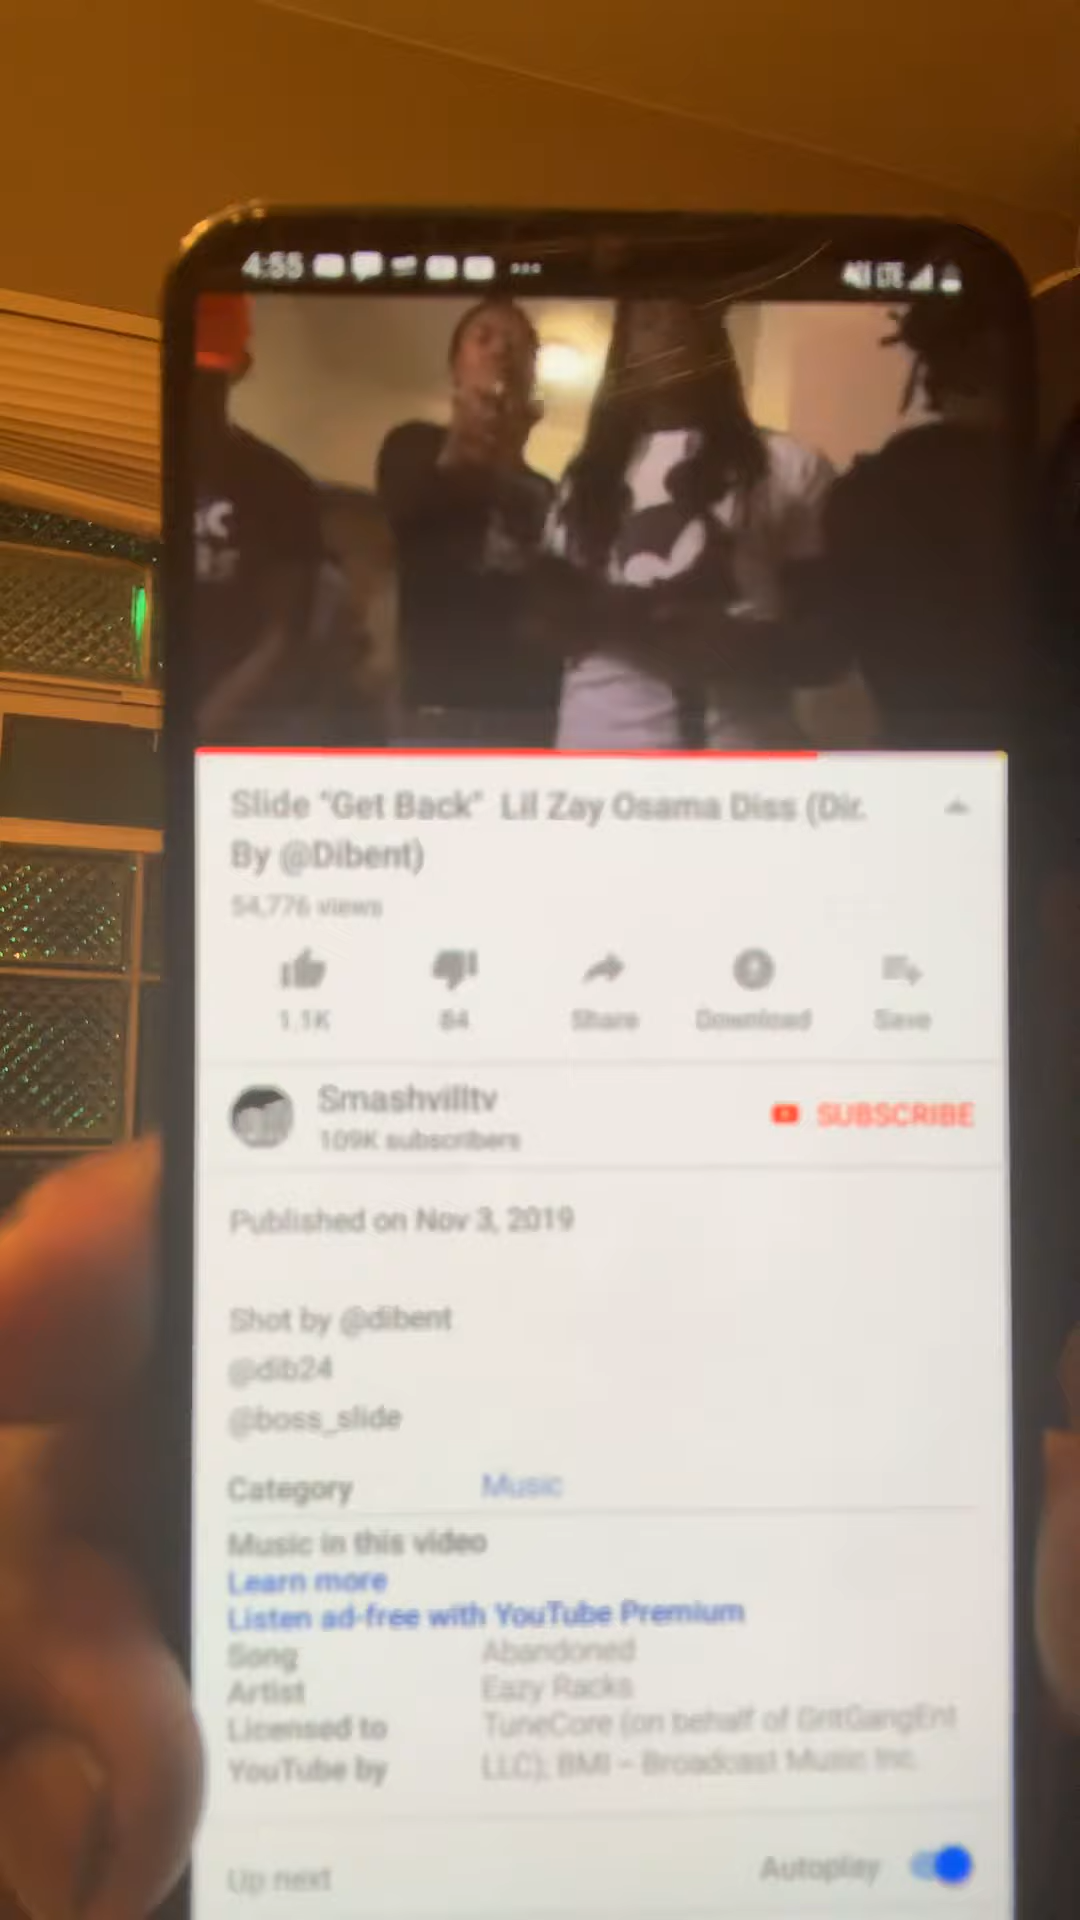 4:55
4G LTE
Slide "Get Back" Lil Zay Osama Diss (Dir.
By @Dibent)
54,776 views
1.1K 84 Share Download Save
Smashvilltv
109K subscribers
SUBSCRIBE
Published on Nov 3, 2019
Shot by @dibent
@dib24
@boss_slide
Category Music
Music in this video
Learn more
Listen ad-free with YouTube Premium
Song Abandoned
Artist Eazy Racks
Licensed to TuneCore (on behalf of GritGangEnt
YouTube by LLC); BMI – Broadcast Music Inc.
Up next Autoplay